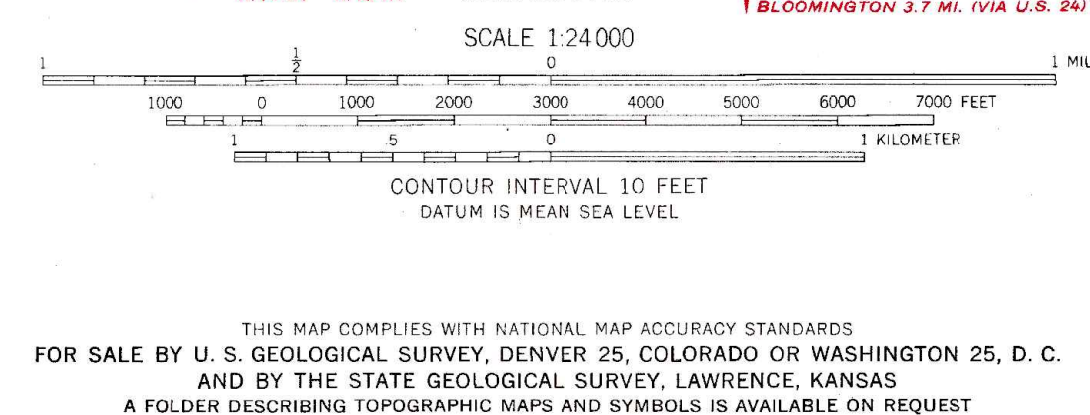 BLOOMINGTON 3.7 MI. (VIA U.S. 24)
SCALE 1:24 000
1 1/2 0 1
1000 0 1000 2000 3000 4000 5000 6000 7000 FEET
1 .5 0 1 KILOMETER
CONTOUR INTERVAL 10 FEET
DATUM IS MEAN SEA LEVEL
THIS MAP COMPLIES WITH NATIONAL MAP ACCURACY STANDARDS
FOR SALE BY U. S. GEOLOGICAL SURVEY, DENVER 25, COLORADO OR WASHINGTON 25, D. C.
AND BY THE STATE GEOLOGICAL SURVEY, LAWRENCE, KANSAS
A FOLDER DESCRIBING TOPOGRAPHIC MAPS AND SYMBOLS IS AVAILABLE ON REQUEST